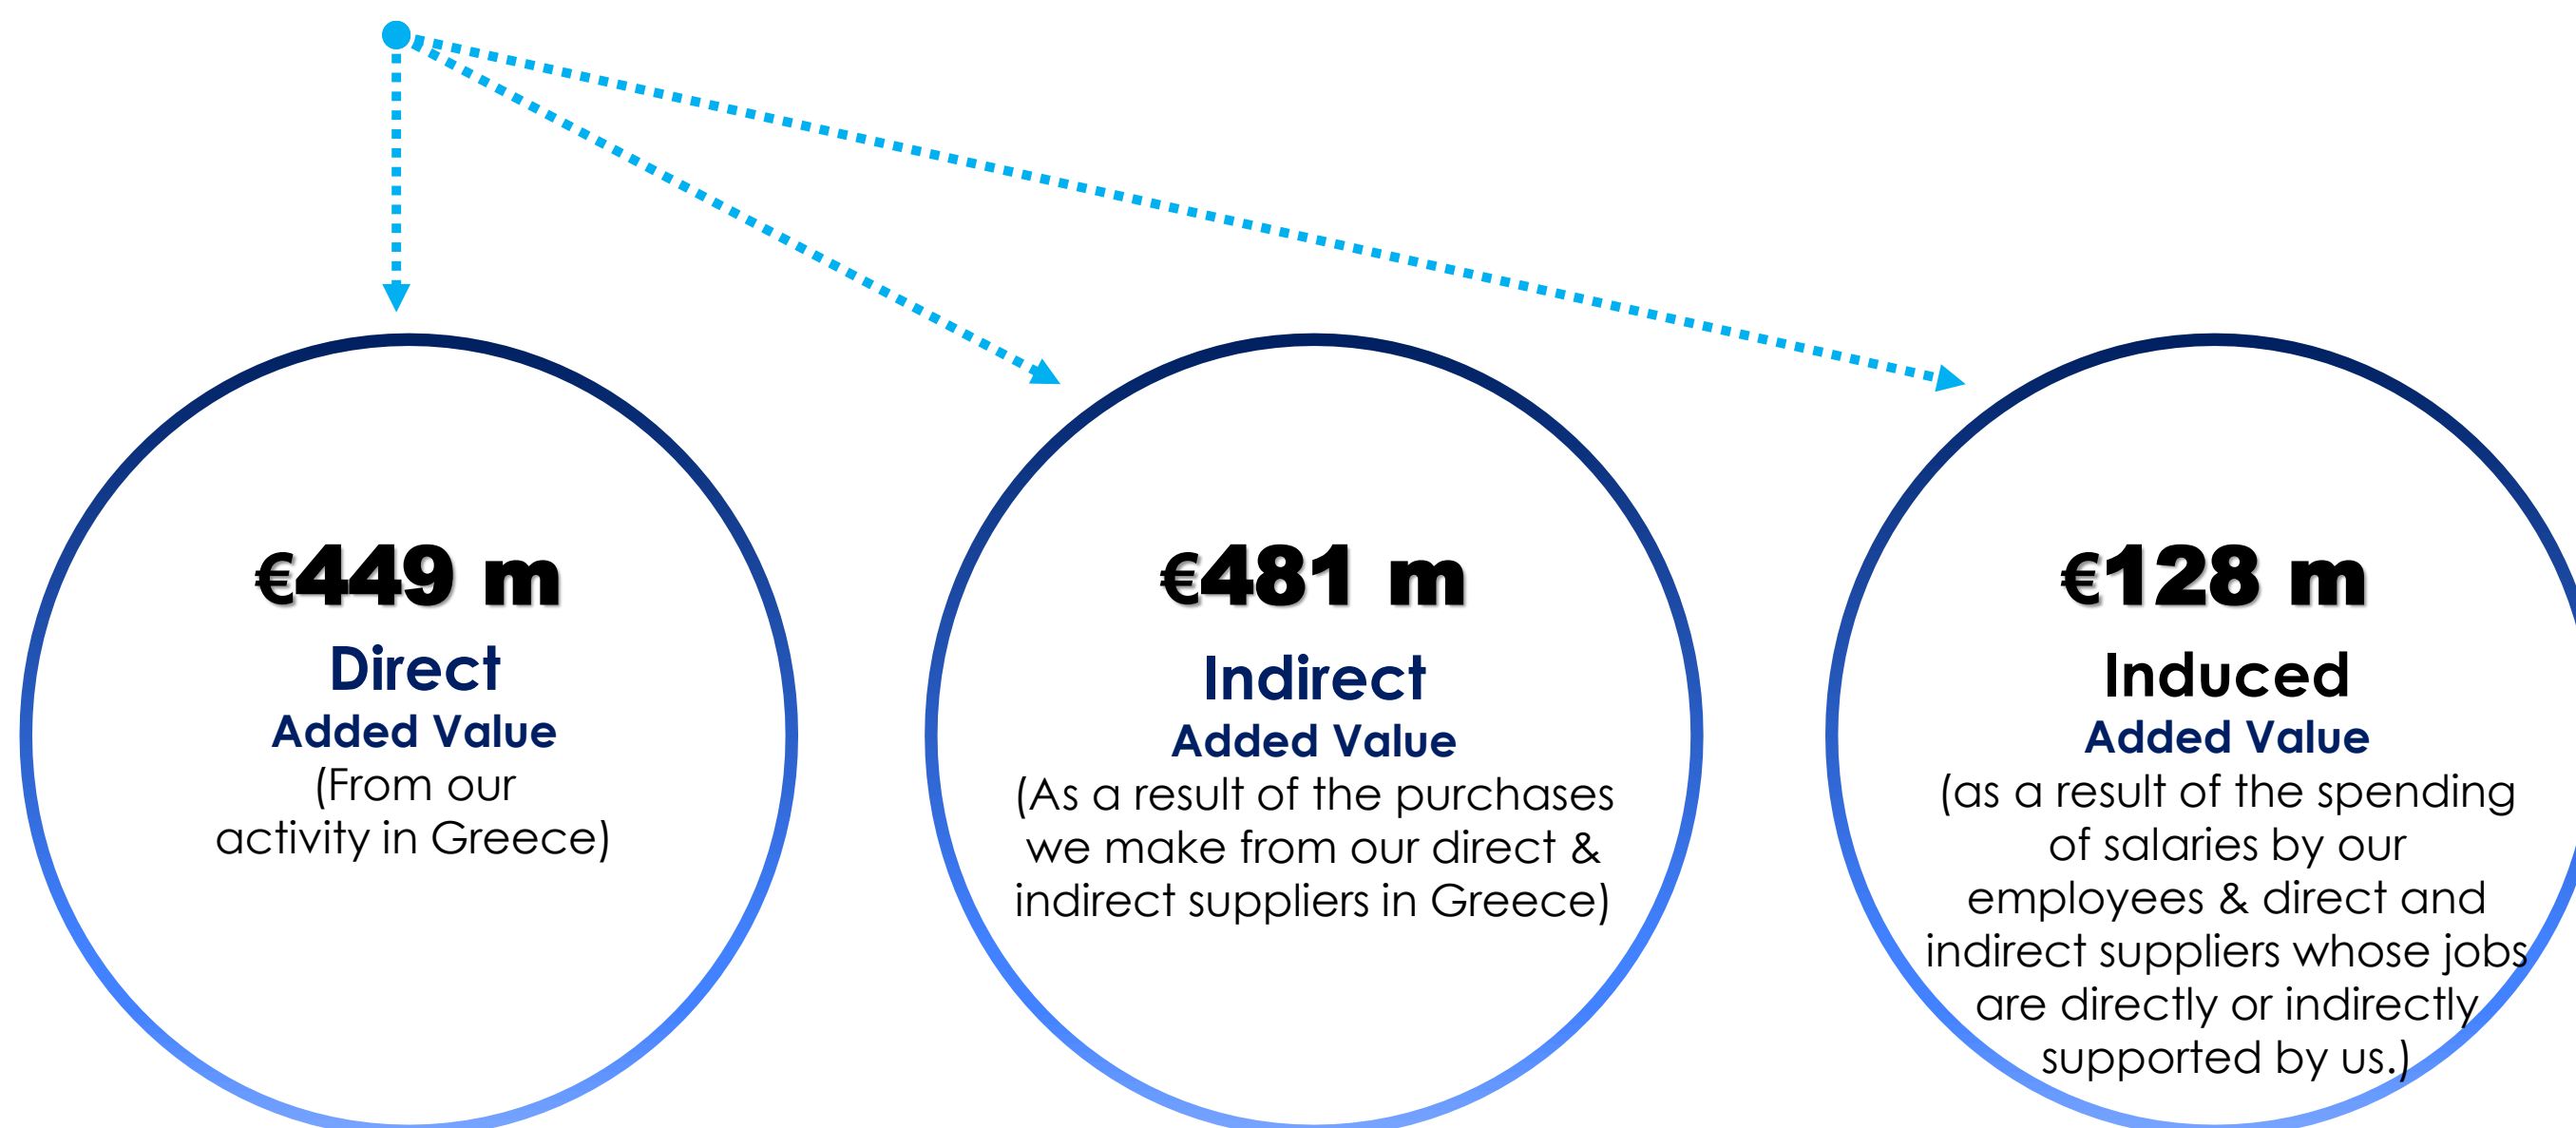 €449 m
Direct
Added Value
(From our
activity in Greece)
€481 m
Indirect
Added Value
(As a result of the purchases
we make from our direct &
indirect suppliers in Greece)
€128 m
Induced
Added Value
(as a result of the spending
of salaries by our
employees & direct and
indirect suppliers whose jobs
are directly or indirectly
supported by us.)